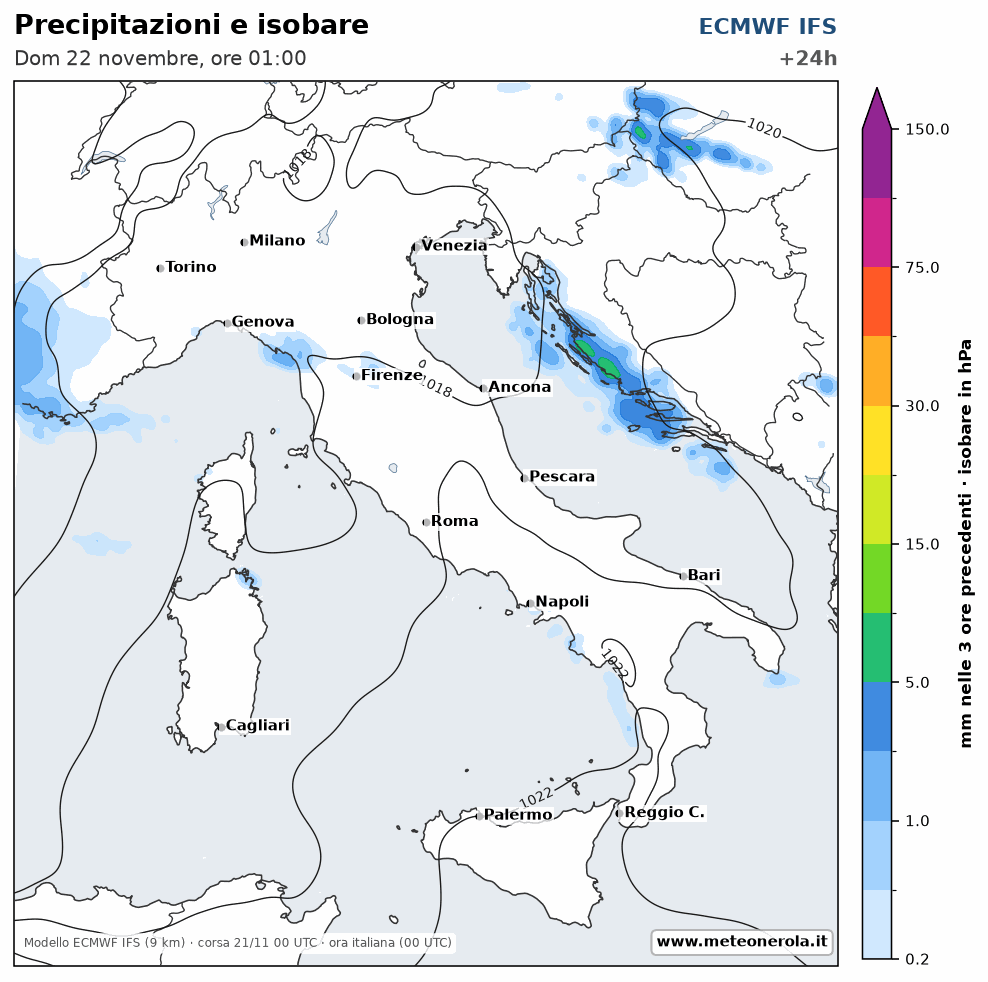 Precipitazioni e isobare
ECMWF IFS
Dom 22 novembre, ore 01:00
+24h
1020
1018
Milano
Venezia
Torino
Genova
Bologna
Firenze
1018
Ancona
Pescara
Roma
Bari
Napoli
1022
Cagliari
1022
Palermo
Reggio C.
Modello ECMWF IFS (9 km) · corsa 21/11 00 UTC · ora italiana (00 UTC)
www.meteonerola.it
150.0
75.0
30.0
15.0
5.0
1.0
0.2
mm nelle 3 ore precedenti · isobare in hPa